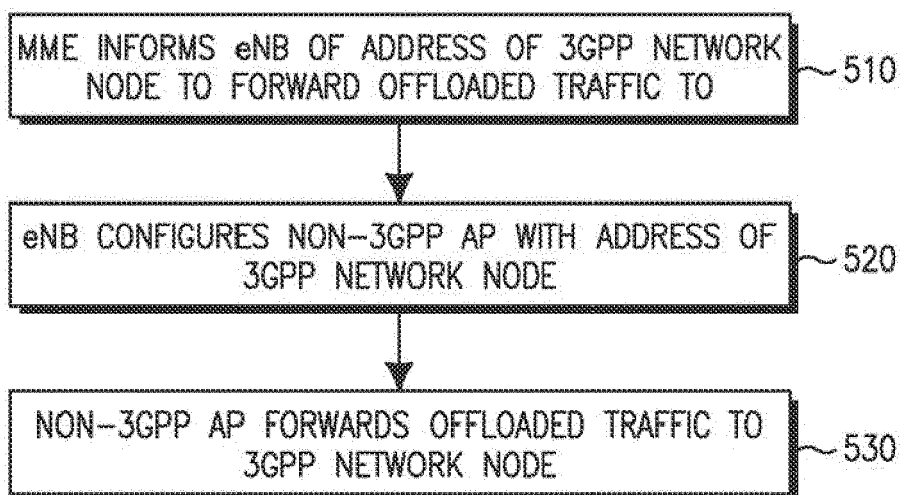 MME INFORMS eNB OF ADDRESS OF 3GPP NETWORK
NODE TO FORWARD OFFLOADED TRAFFIC TO
510
eNB CONFIGURES NON-3GPP AP WITH ADDRESS OF
3GPP NETWORK NODE
520
NON-3GPP AP FORWARDS OFFLOADED TRAFFIC TO
3GPP NETWORK NODE
530